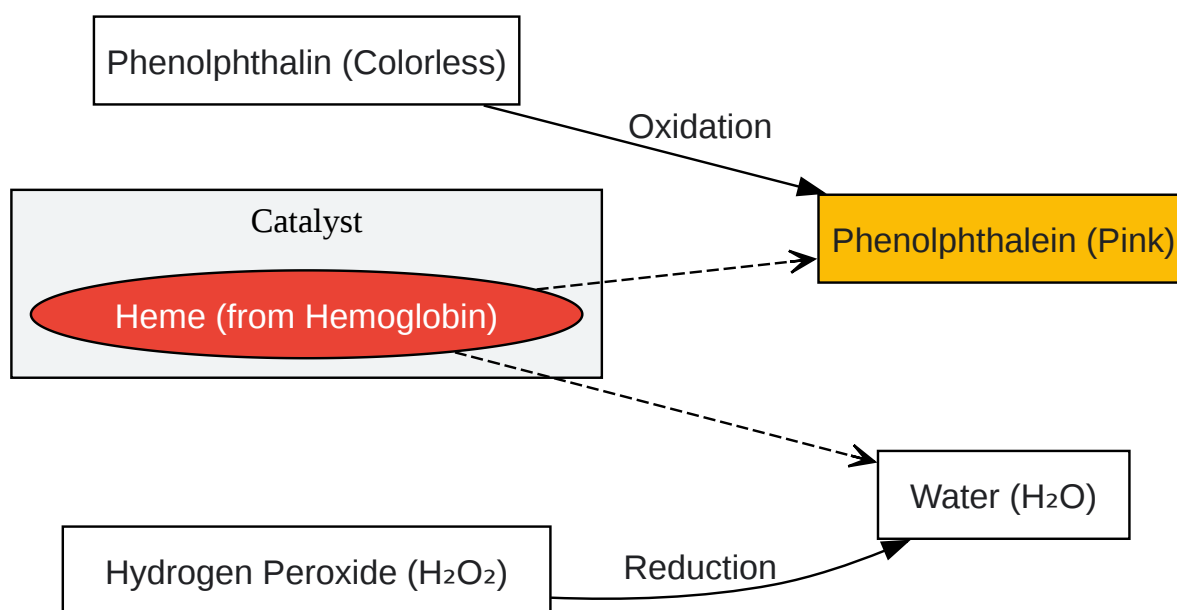 Phenolphthalin (Colorless)
Oxidation
Catalyst
Phenolphthalein (Pink)
Heme (from Hemoglobin)
Water (H₂O)
Hydrogen Peroxide (H₂O₂)
Reduction